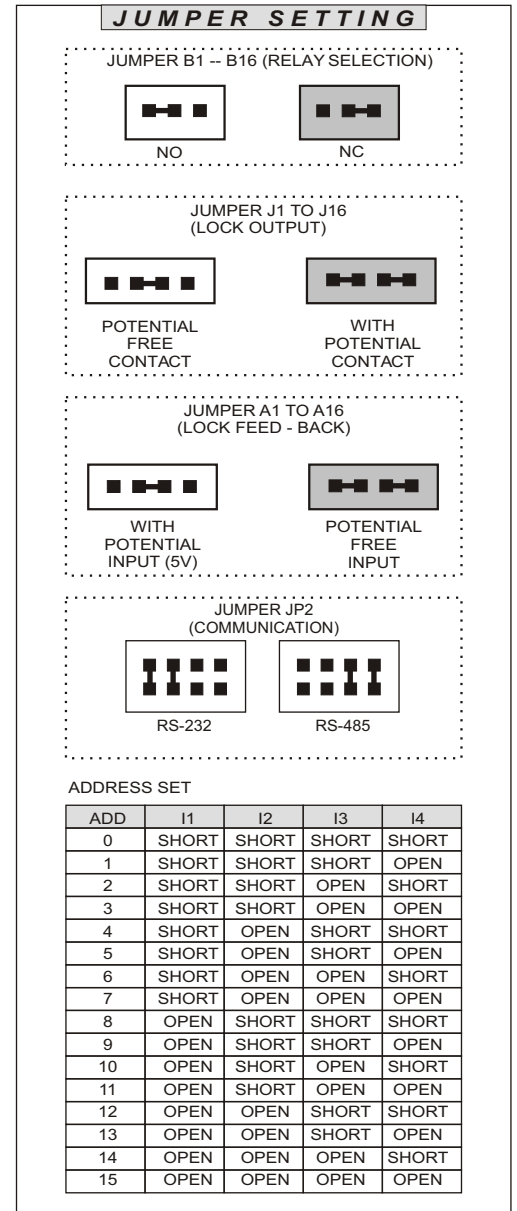 JUMPER SETTING
JUMPER B1 -- B16 (RELAY SELECTION)
NO NC
JUMPER J1 TO J16
(LOCK OUTPUT)
POTENTIAL
FREE
CONTACT
WITH
POTENTIAL
CONTACT
JUMPER A1 TO A16
(LOCK FEED - BACK)
WITH
POTENTIAL
INPUT (5V)
POTENTIAL
FREE
INPUT
JUMPER JP2
(COMMUNICATION)
RS-232 RS-485
ADDRESS SET
ADD I1 I2 I3 I4
0 SHORT SHORT SHORT SHORT
1 SHORT SHORT SHORT OPEN
2 SHORT SHORT OPEN SHORT
3 SHORT SHORT OPEN OPEN
4 SHORT OPEN SHORT SHORT
5 SHORT OPEN SHORT OPEN
6 SHORT OPEN OPEN SHORT
7 SHORT OPEN OPEN OPEN
8 OPEN SHORT SHORT SHORT
9 OPEN SHORT SHORT OPEN
10 OPEN SHORT OPEN SHORT
11 OPEN SHORT OPEN OPEN
12 OPEN OPEN SHORT SHORT
13 OPEN OPEN SHORT OPEN
14 OPEN OPEN OPEN SHORT
15 OPEN OPEN OPEN OPEN